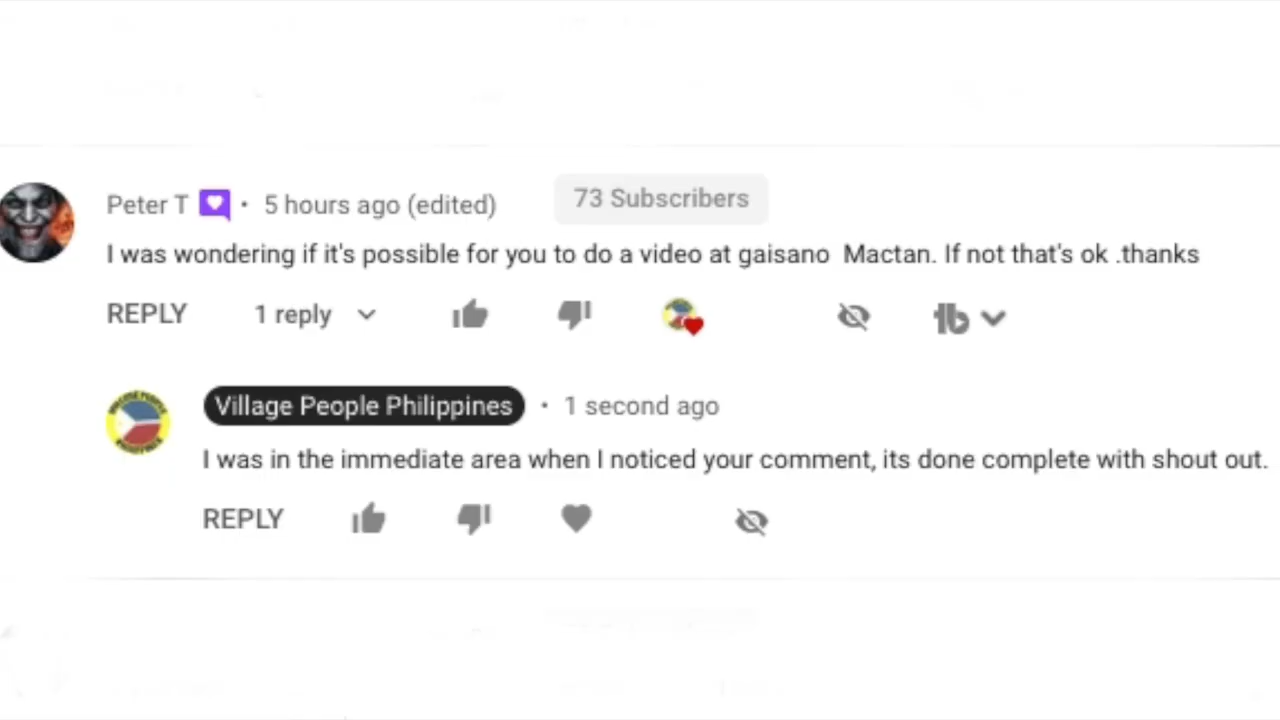 Peter T • 5 hours ago (edited) 73 Subscribers
I was wondering if it's possible for you to do a video at gaisano  Mactan. If not that's ok .thanks
REPLY 1 reply
Village People Philippines • 1 second ago
I was in the immediate area when I noticed your comment, its done complete with shout out.
REPLY